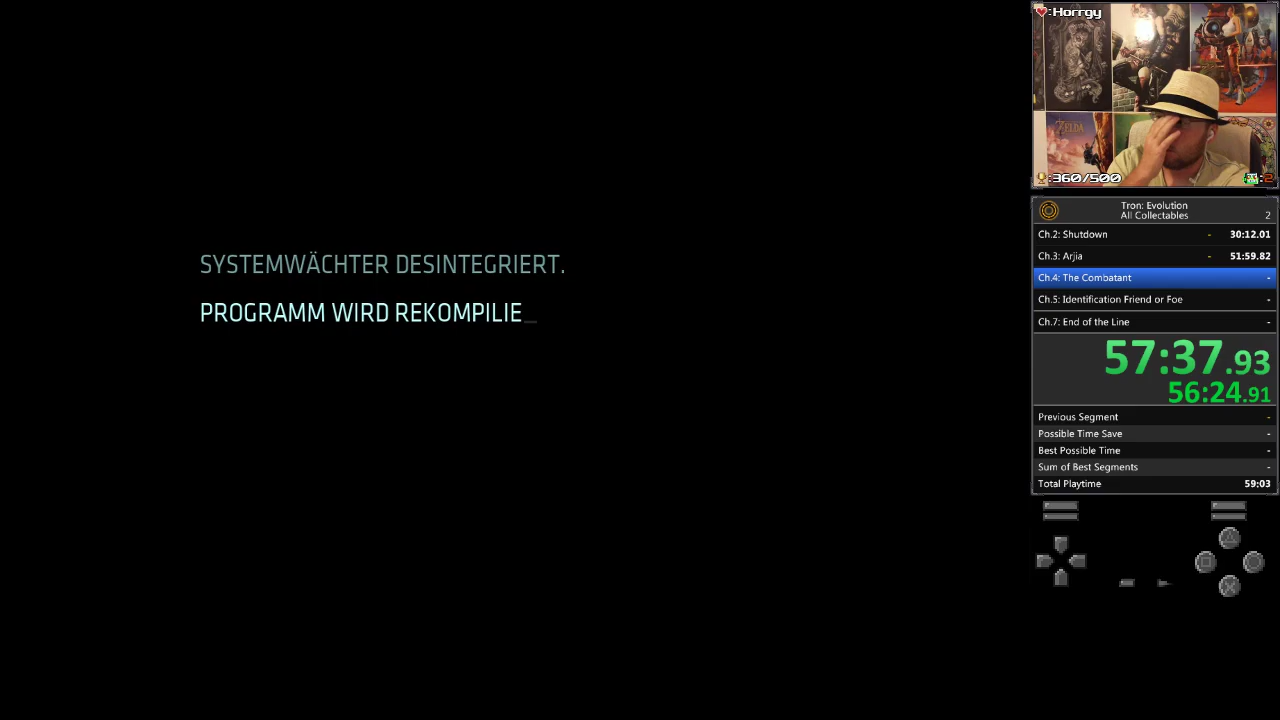 :Horrgy
ZELDA
:360/500
:2
SYSTEMWÄCHTER DESINTEGRIERT.
PROGRAMM WIRD REKOMPILIE_
Tron: Evolution
All Collectables 2
Ch.2: Shutdown - 30:12.01
Ch.3: Arjia - 51:59.82
Ch.4: The Combatant -
Ch.5: Identification Friend or Foe -
Ch.7: End of the Line -
57:37.93
56:24.91
Previous Segment -
Possible Time Save -
Best Possible Time -
Sum of Best Segments -
Total Playtime 59:03